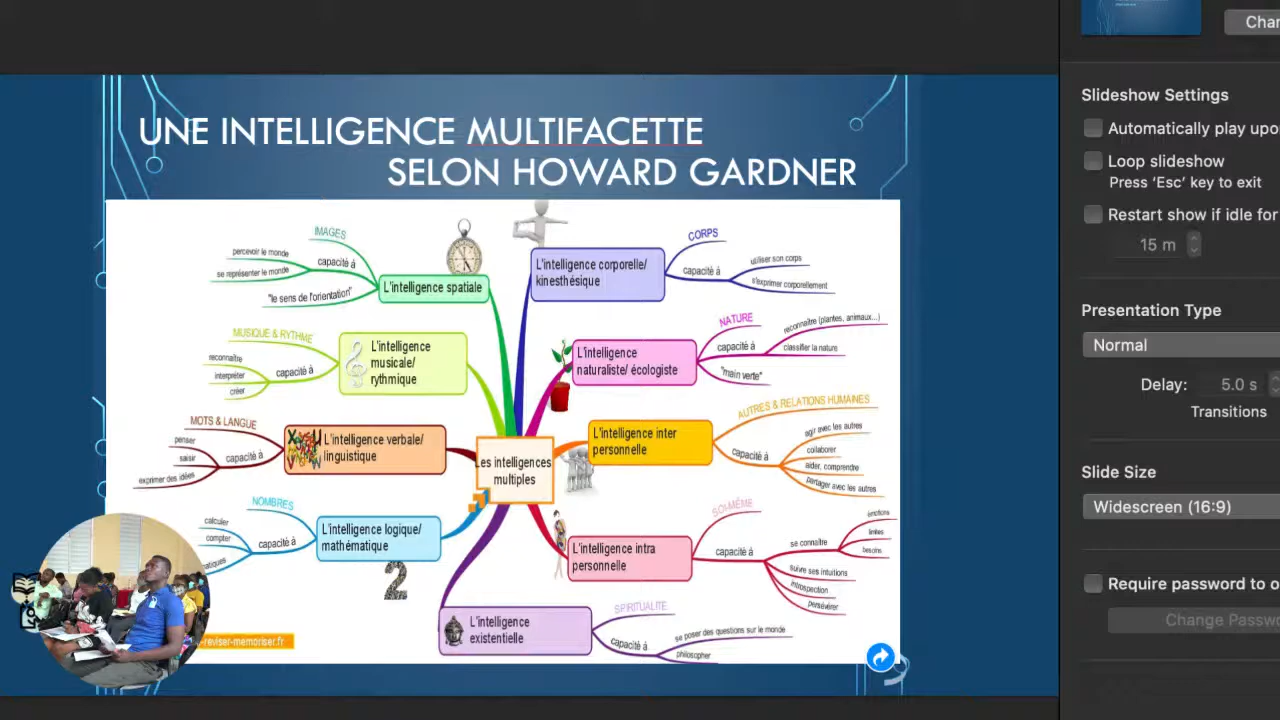 UNE INTELLIGENCE MULTIFACETTE
SELON HOWARD GARDNER
IMAGES
percevoir le monde
se représenter le monde
capacité à
"le sens de l'orientation"
L'intelligence spatiale
MUSIQUE & RYTHME
reconnaître
interpréter
créer
capacité à
L'intelligence
musicale/
rythmique
MOTS & LANGUE
penser
saisir
exprimer des idées
capacité à
L'intelligence verbale/
linguistique
NOMBRES
calculer
compter
capacité à
L'intelligence logique/
mathématique
2
-reviser-memoriser.fr
Les intelligences
multiples
L'intelligence corporelle/
kinesthésique
CORPS
capacité à
utiliser son corps
s'exprimer corporellement
L'intelligence
naturaliste/ écologiste
NATURE
capacité à
reconnaître (plantes, animaux...)
classifier la nature
"main verte"
L'intelligence inter
personnelle
AUTRES & RELATIONS HUMAINES
capacité à
agir avec les autres
collaborer
aider, comprendre
partager avec les autres
L'intelligence intra
personnelle
SOI-MÊME
capacité à
se connaître
émotions
limites
besoins
suivre ses intuitions
introspection
persévérer
L'intelligence
existentielle
SPIRITUALITE
capacité à
se poser des questions sur le monde
philosopher
Slideshow Settings
Automatically play upo
Loop slideshow
Press ‘Esc’ key to exit
Restart show if idle for
15 m
Presentation Type
Normal
Delay: 5.0 s
Transitions
Slide Size
Widescreen (16:9)
Require password to o
Change Passwo